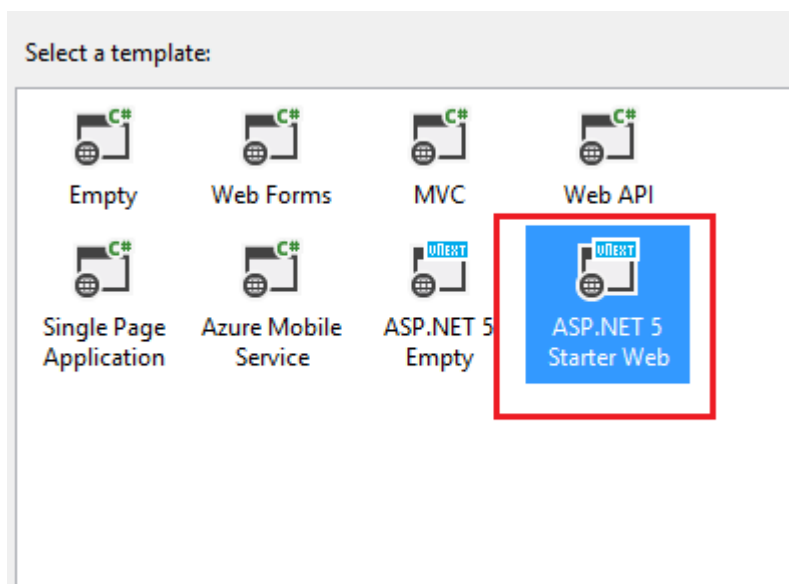 Select a template:
C# C# C# C#
Empty Web Forms MVC Web API
C# C# vNEXT vNEXT
Single Page Azure Mobile ASP.NET 5 ASP.NET 5
Application Service Empty Starter Web